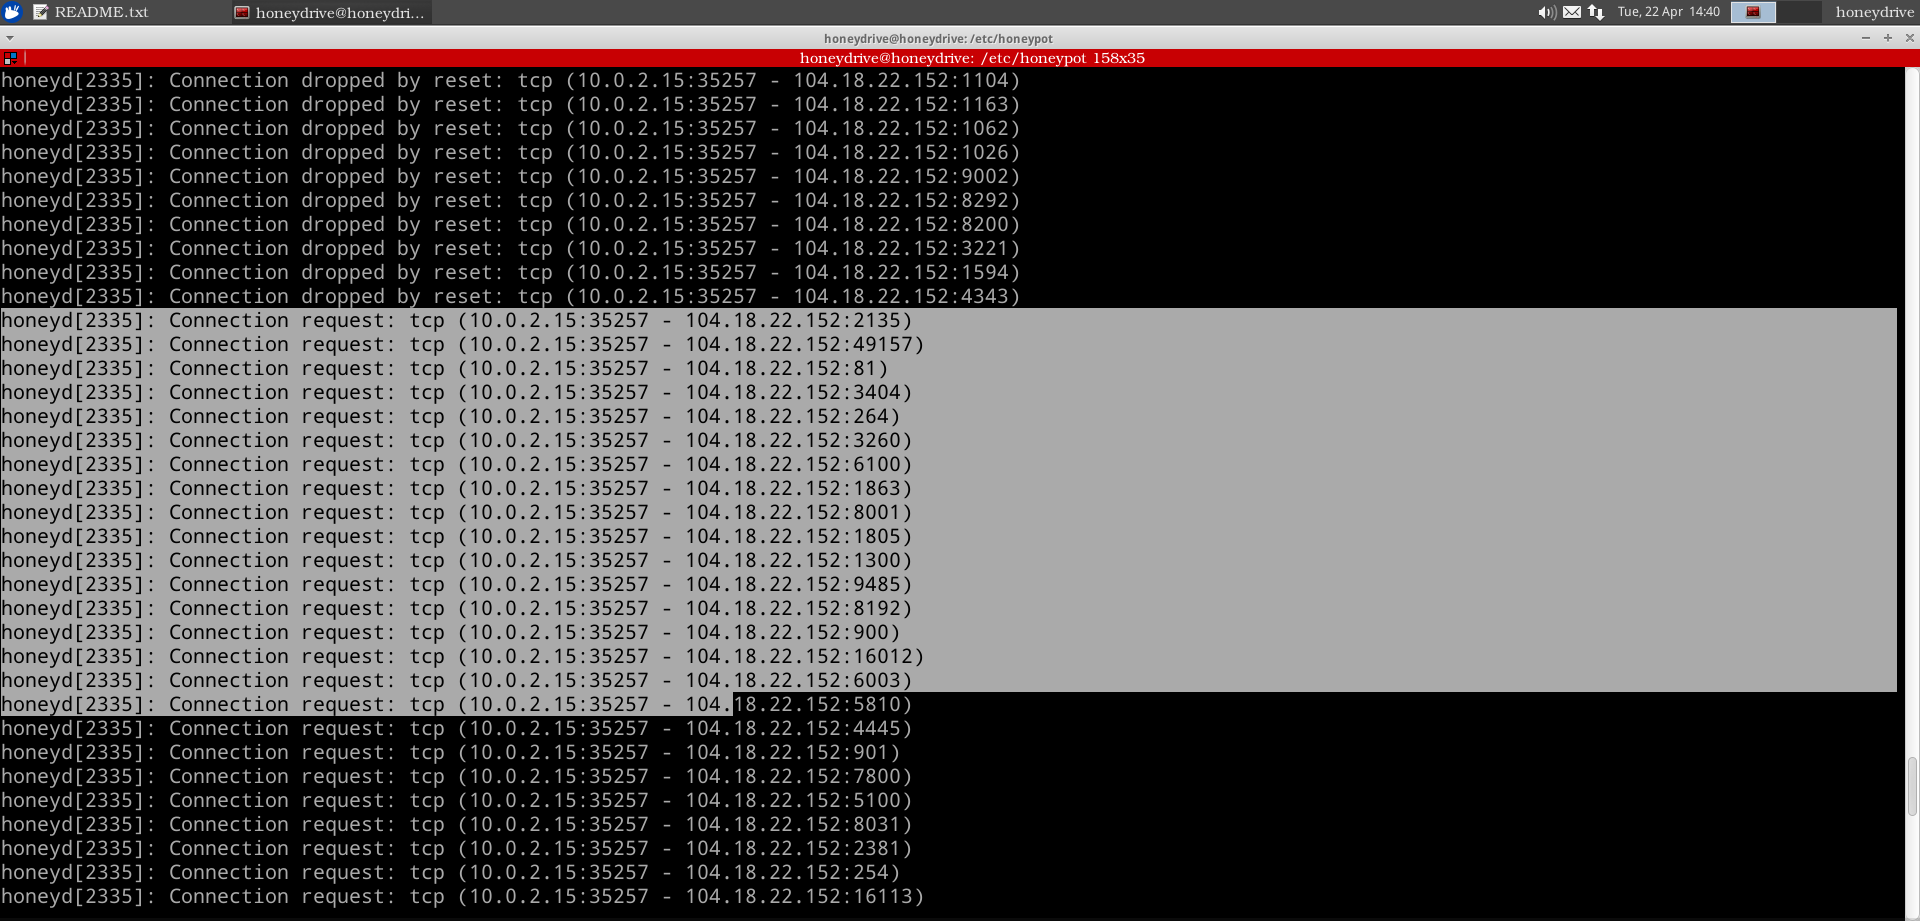 README.txt
honeydrive@honeydri...
Tue, 22 Apr 14:40
honeydrive
honeydrive@honeydrive: /etc/honeypot
honeydrive@honeydrive: /etc/honeypot 158x35
honeyd[2335]: Connection dropped by reset: tcp (10.0.2.15:35257 - 104.18.22.152:1104)
honeyd[2335]: Connection dropped by reset: tcp (10.0.2.15:35257 - 104.18.22.152:1163)
honeyd[2335]: Connection dropped by reset: tcp (10.0.2.15:35257 - 104.18.22.152:1062)
honeyd[2335]: Connection dropped by reset: tcp (10.0.2.15:35257 - 104.18.22.152:1026)
honeyd[2335]: Connection dropped by reset: tcp (10.0.2.15:35257 - 104.18.22.152:9002)
honeyd[2335]: Connection dropped by reset: tcp (10.0.2.15:35257 - 104.18.22.152:8292)
honeyd[2335]: Connection dropped by reset: tcp (10.0.2.15:35257 - 104.18.22.152:8200)
honeyd[2335]: Connection dropped by reset: tcp (10.0.2.15:35257 - 104.18.22.152:3221)
honeyd[2335]: Connection dropped by reset: tcp (10.0.2.15:35257 - 104.18.22.152:1594)
honeyd[2335]: Connection dropped by reset: tcp (10.0.2.15:35257 - 104.18.22.152:4343)
honeyd[2335]: Connection request: tcp (10.0.2.15:35257 - 104.18.22.152:2135)
honeyd[2335]: Connection request: tcp (10.0.2.15:35257 - 104.18.22.152:49157)
honeyd[2335]: Connection request: tcp (10.0.2.15:35257 - 104.18.22.152:81)
honeyd[2335]: Connection request: tcp (10.0.2.15:35257 - 104.18.22.152:3404)
honeyd[2335]: Connection request: tcp (10.0.2.15:35257 - 104.18.22.152:264)
honeyd[2335]: Connection request: tcp (10.0.2.15:35257 - 104.18.22.152:3260)
honeyd[2335]: Connection request: tcp (10.0.2.15:35257 - 104.18.22.152:6100)
honeyd[2335]: Connection request: tcp (10.0.2.15:35257 - 104.18.22.152:1863)
honeyd[2335]: Connection request: tcp (10.0.2.15:35257 - 104.18.22.152:8001)
honeyd[2335]: Connection request: tcp (10.0.2.15:35257 - 104.18.22.152:1805)
honeyd[2335]: Connection request: tcp (10.0.2.15:35257 - 104.18.22.152:1300)
honeyd[2335]: Connection request: tcp (10.0.2.15:35257 - 104.18.22.152:9485)
honeyd[2335]: Connection request: tcp (10.0.2.15:35257 - 104.18.22.152:8192)
honeyd[2335]: Connection request: tcp (10.0.2.15:35257 - 104.18.22.152:900)
honeyd[2335]: Connection request: tcp (10.0.2.15:35257 - 104.18.22.152:16012)
honeyd[2335]: Connection request: tcp (10.0.2.15:35257 - 104.18.22.152:6003)
honeyd[2335]: Connection request: tcp (10.0.2.15:35257 - 104.18.22.152:5810)
honeyd[2335]: Connection request: tcp (10.0.2.15:35257 - 104.18.22.152:4445)
honeyd[2335]: Connection request: tcp (10.0.2.15:35257 - 104.18.22.152:901)
honeyd[2335]: Connection request: tcp (10.0.2.15:35257 - 104.18.22.152:7800)
honeyd[2335]: Connection request: tcp (10.0.2.15:35257 - 104.18.22.152:5100)
honeyd[2335]: Connection request: tcp (10.0.2.15:35257 - 104.18.22.152:8031)
honeyd[2335]: Connection request: tcp (10.0.2.15:35257 - 104.18.22.152:2381)
honeyd[2335]: Connection request: tcp (10.0.2.15:35257 - 104.18.22.152:254)
honeyd[2335]: Connection request: tcp (10.0.2.15:35257 - 104.18.22.152:16113)